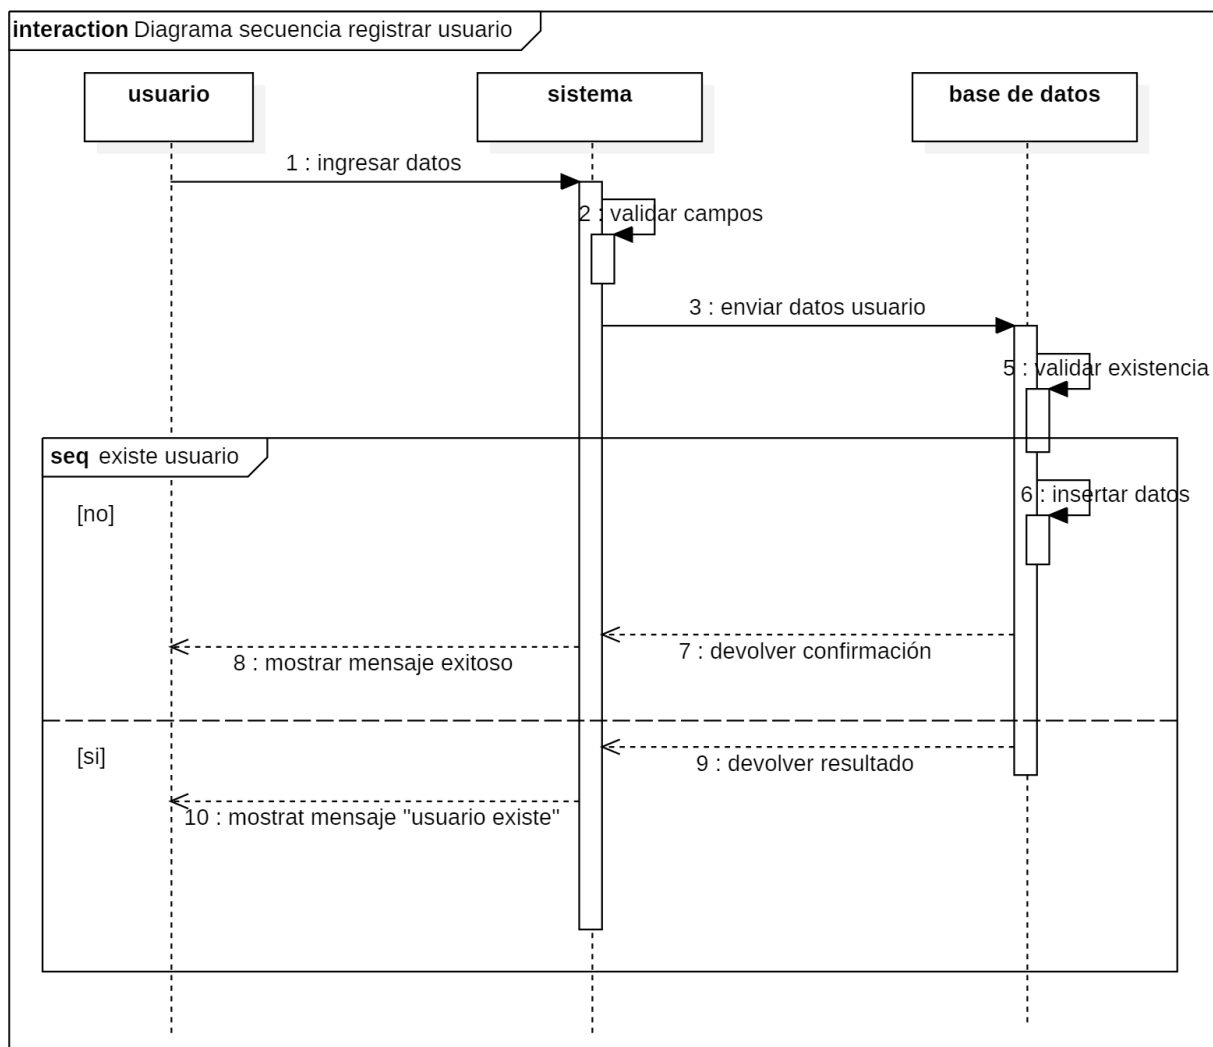 interaction Diagrama secuencia registrar usuario
usuario
sistema
base de datos
1 : ingresar datos
2 : validar campos
3 : enviar datos usuario
5 : validar existencia
seq existe usuario
6 : insertar datos
[no]
7 : devolver confirmación
8 : mostrar mensaje exitoso
[si]
9 : devolver resultado
10 : mostrat mensaje "usuario existe"